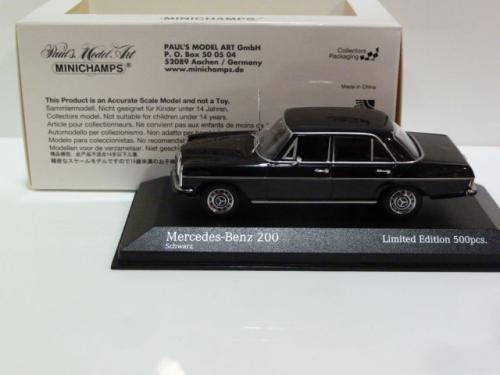 Paul's Model Art
MINICHAMPS®
PAUL'S MODEL ART GmbH
P. O. Box 50 05 04
52089 Aachen / Germany
www.minichamps.de
Collectors
Packaging
Made in China
This Product is an Accurate Scale Model and not a Toy.
Sammlermodell. Nicht geeignet für Kinder unter 14 Jahren.
Collectors model. Not suitable for children under 14 years.
Article pour collectionneurs. Ne convient pas aux enfants de moins de
Automodello per collezionismo. Non adatto per bambini
Modelo para coleccionistas. No recomendado
Modellen voor verzamelaar. Niet geschikt
Mercedes-Benz 200
Schwarz
Limited Edition 500pcs.